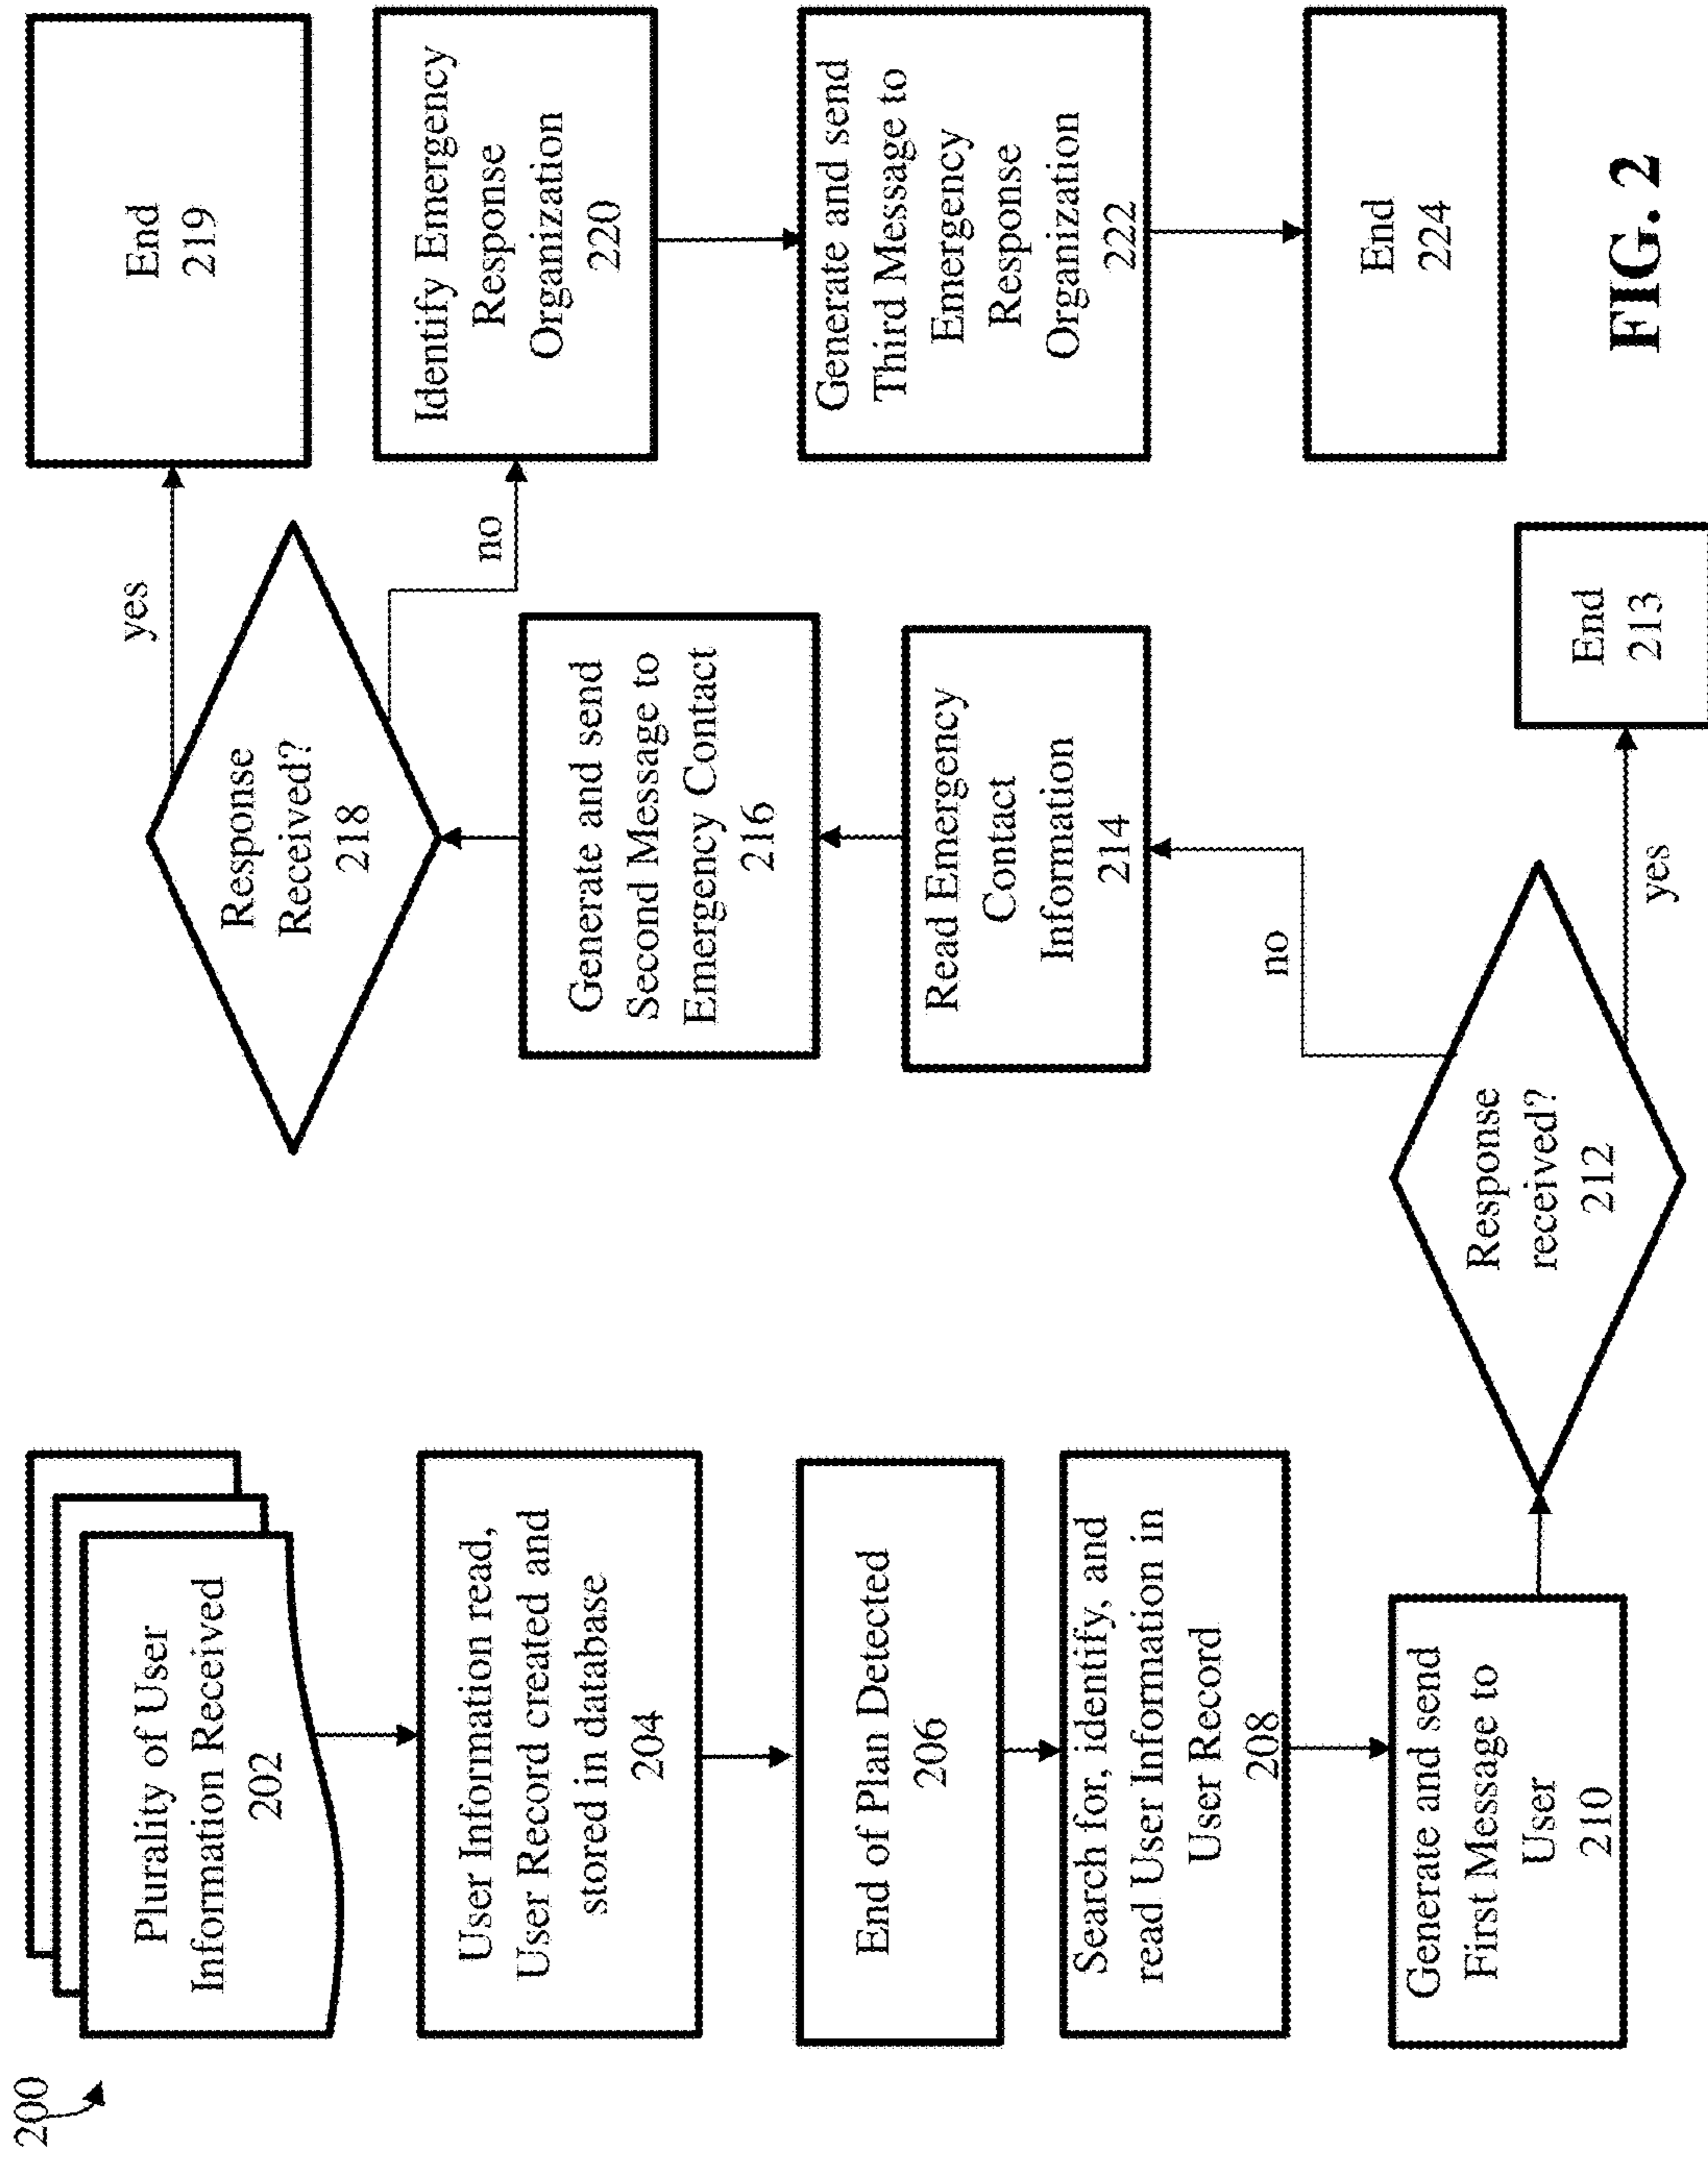 200
Plurality of User
Information Received
202
User Information read,
User Record created and
stored in database
204
End of Plan Detected
206
Search for, identify, and
read User Information in
User Record
208
Generate and send
First Message to
User
210
Response
received?
212
yes
End
213
no
Read Emergency
Contact
Information
214
Generate and send
Second Message to
Emergency Contact
216
Response
Received?
218
yes
End
219
no
Identify Emergency
Response
Organization
220
Generate and send
Third Message to
Emergency
Response
Organization
222
End
224
FIG. 2